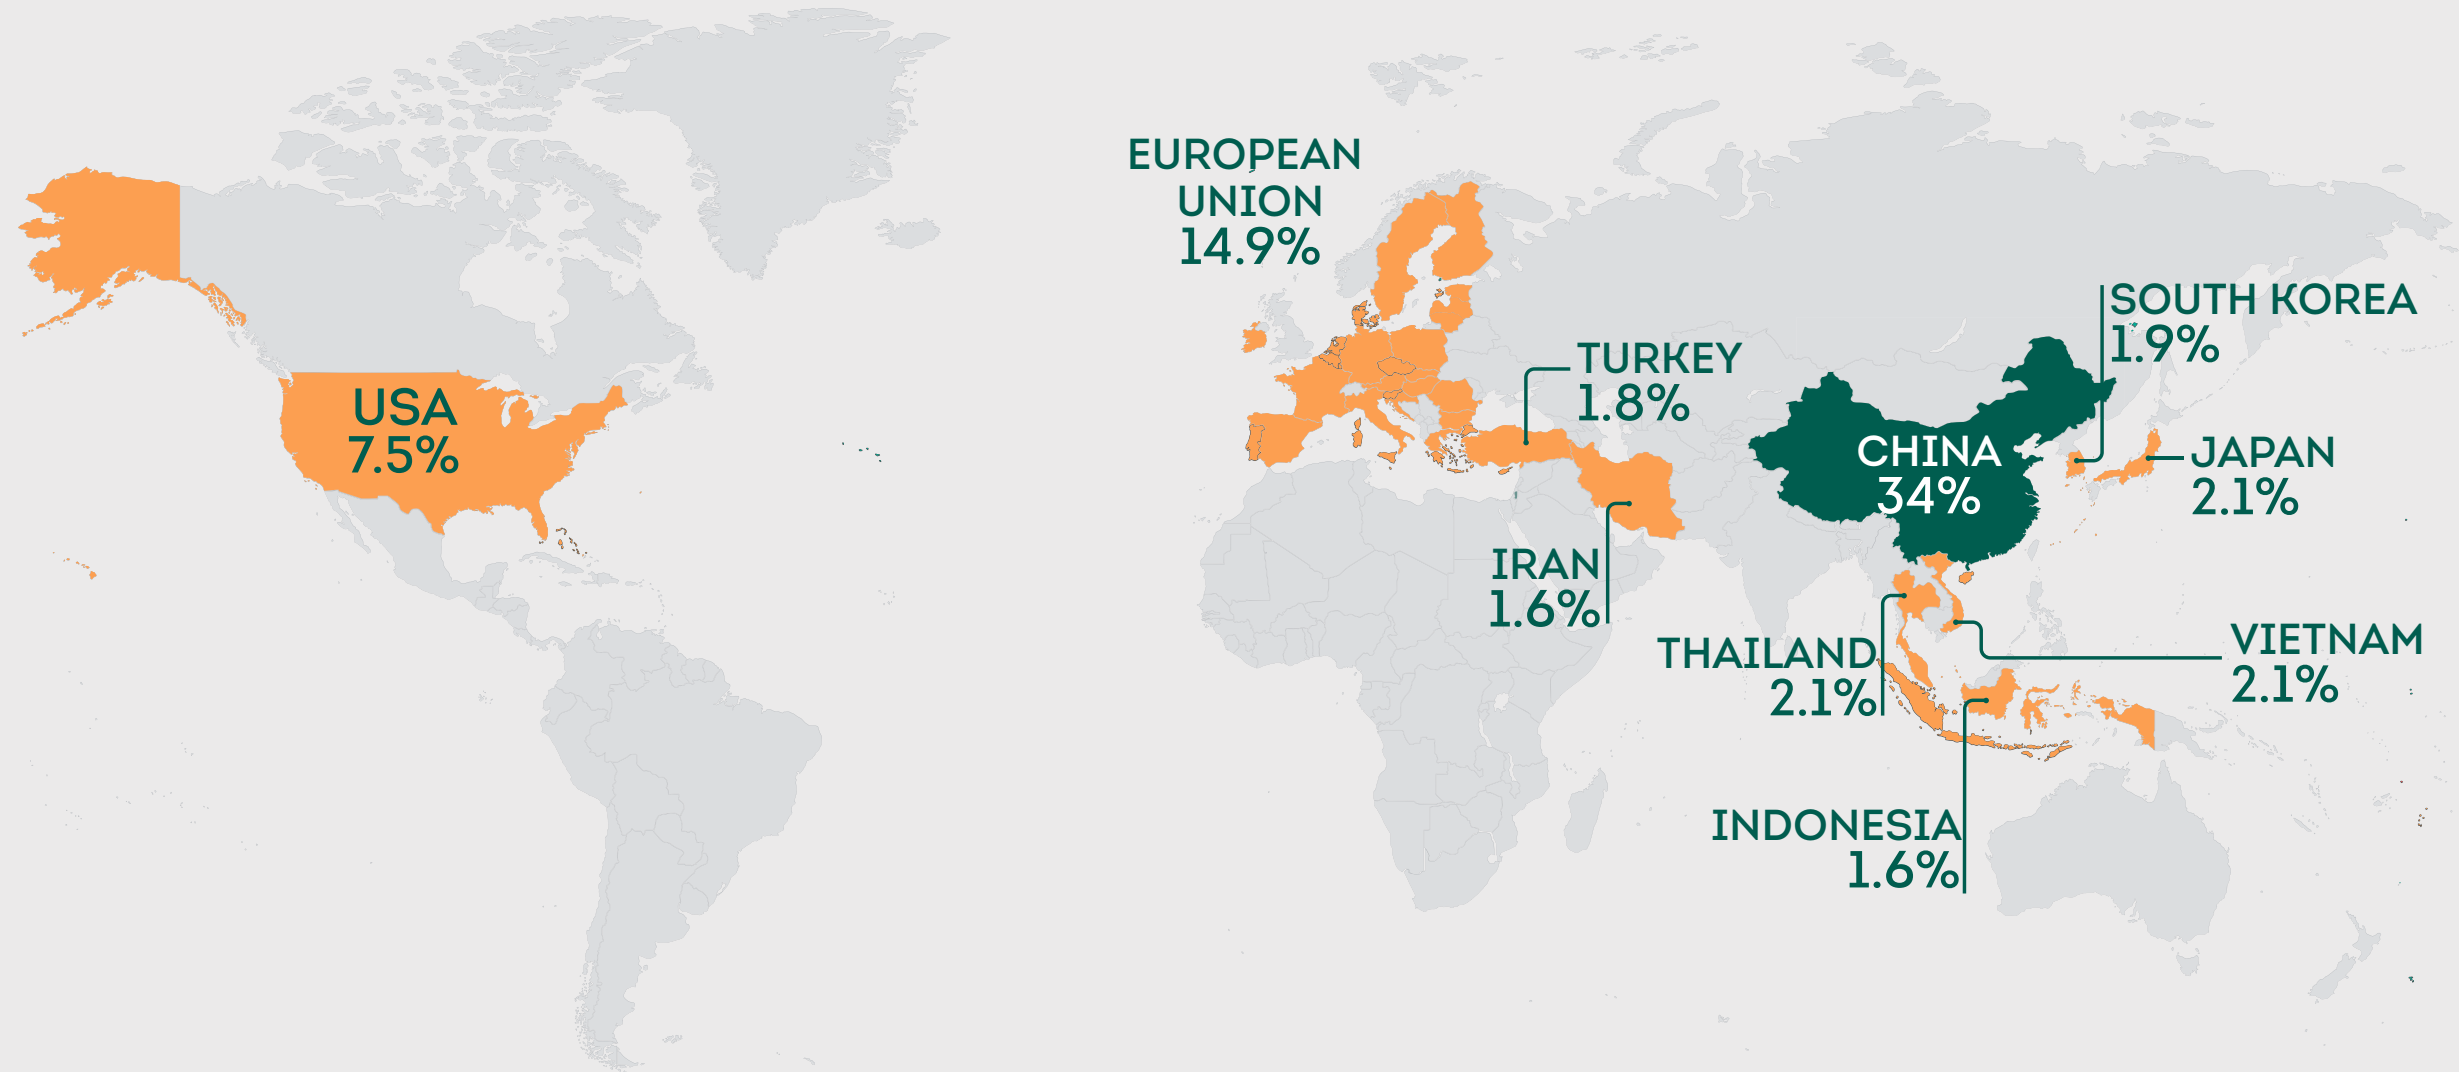 EUROPEAN
UNION
14.9%
USA
7.5%
SOUTH KOREA
1.9%
TURKEY
1.8%
CHINA
34%
JAPAN
2.1%
IRAN
1.6%
THAILAND
2.1%
VIETNAM
2.1%
INDONESIA
1.6%